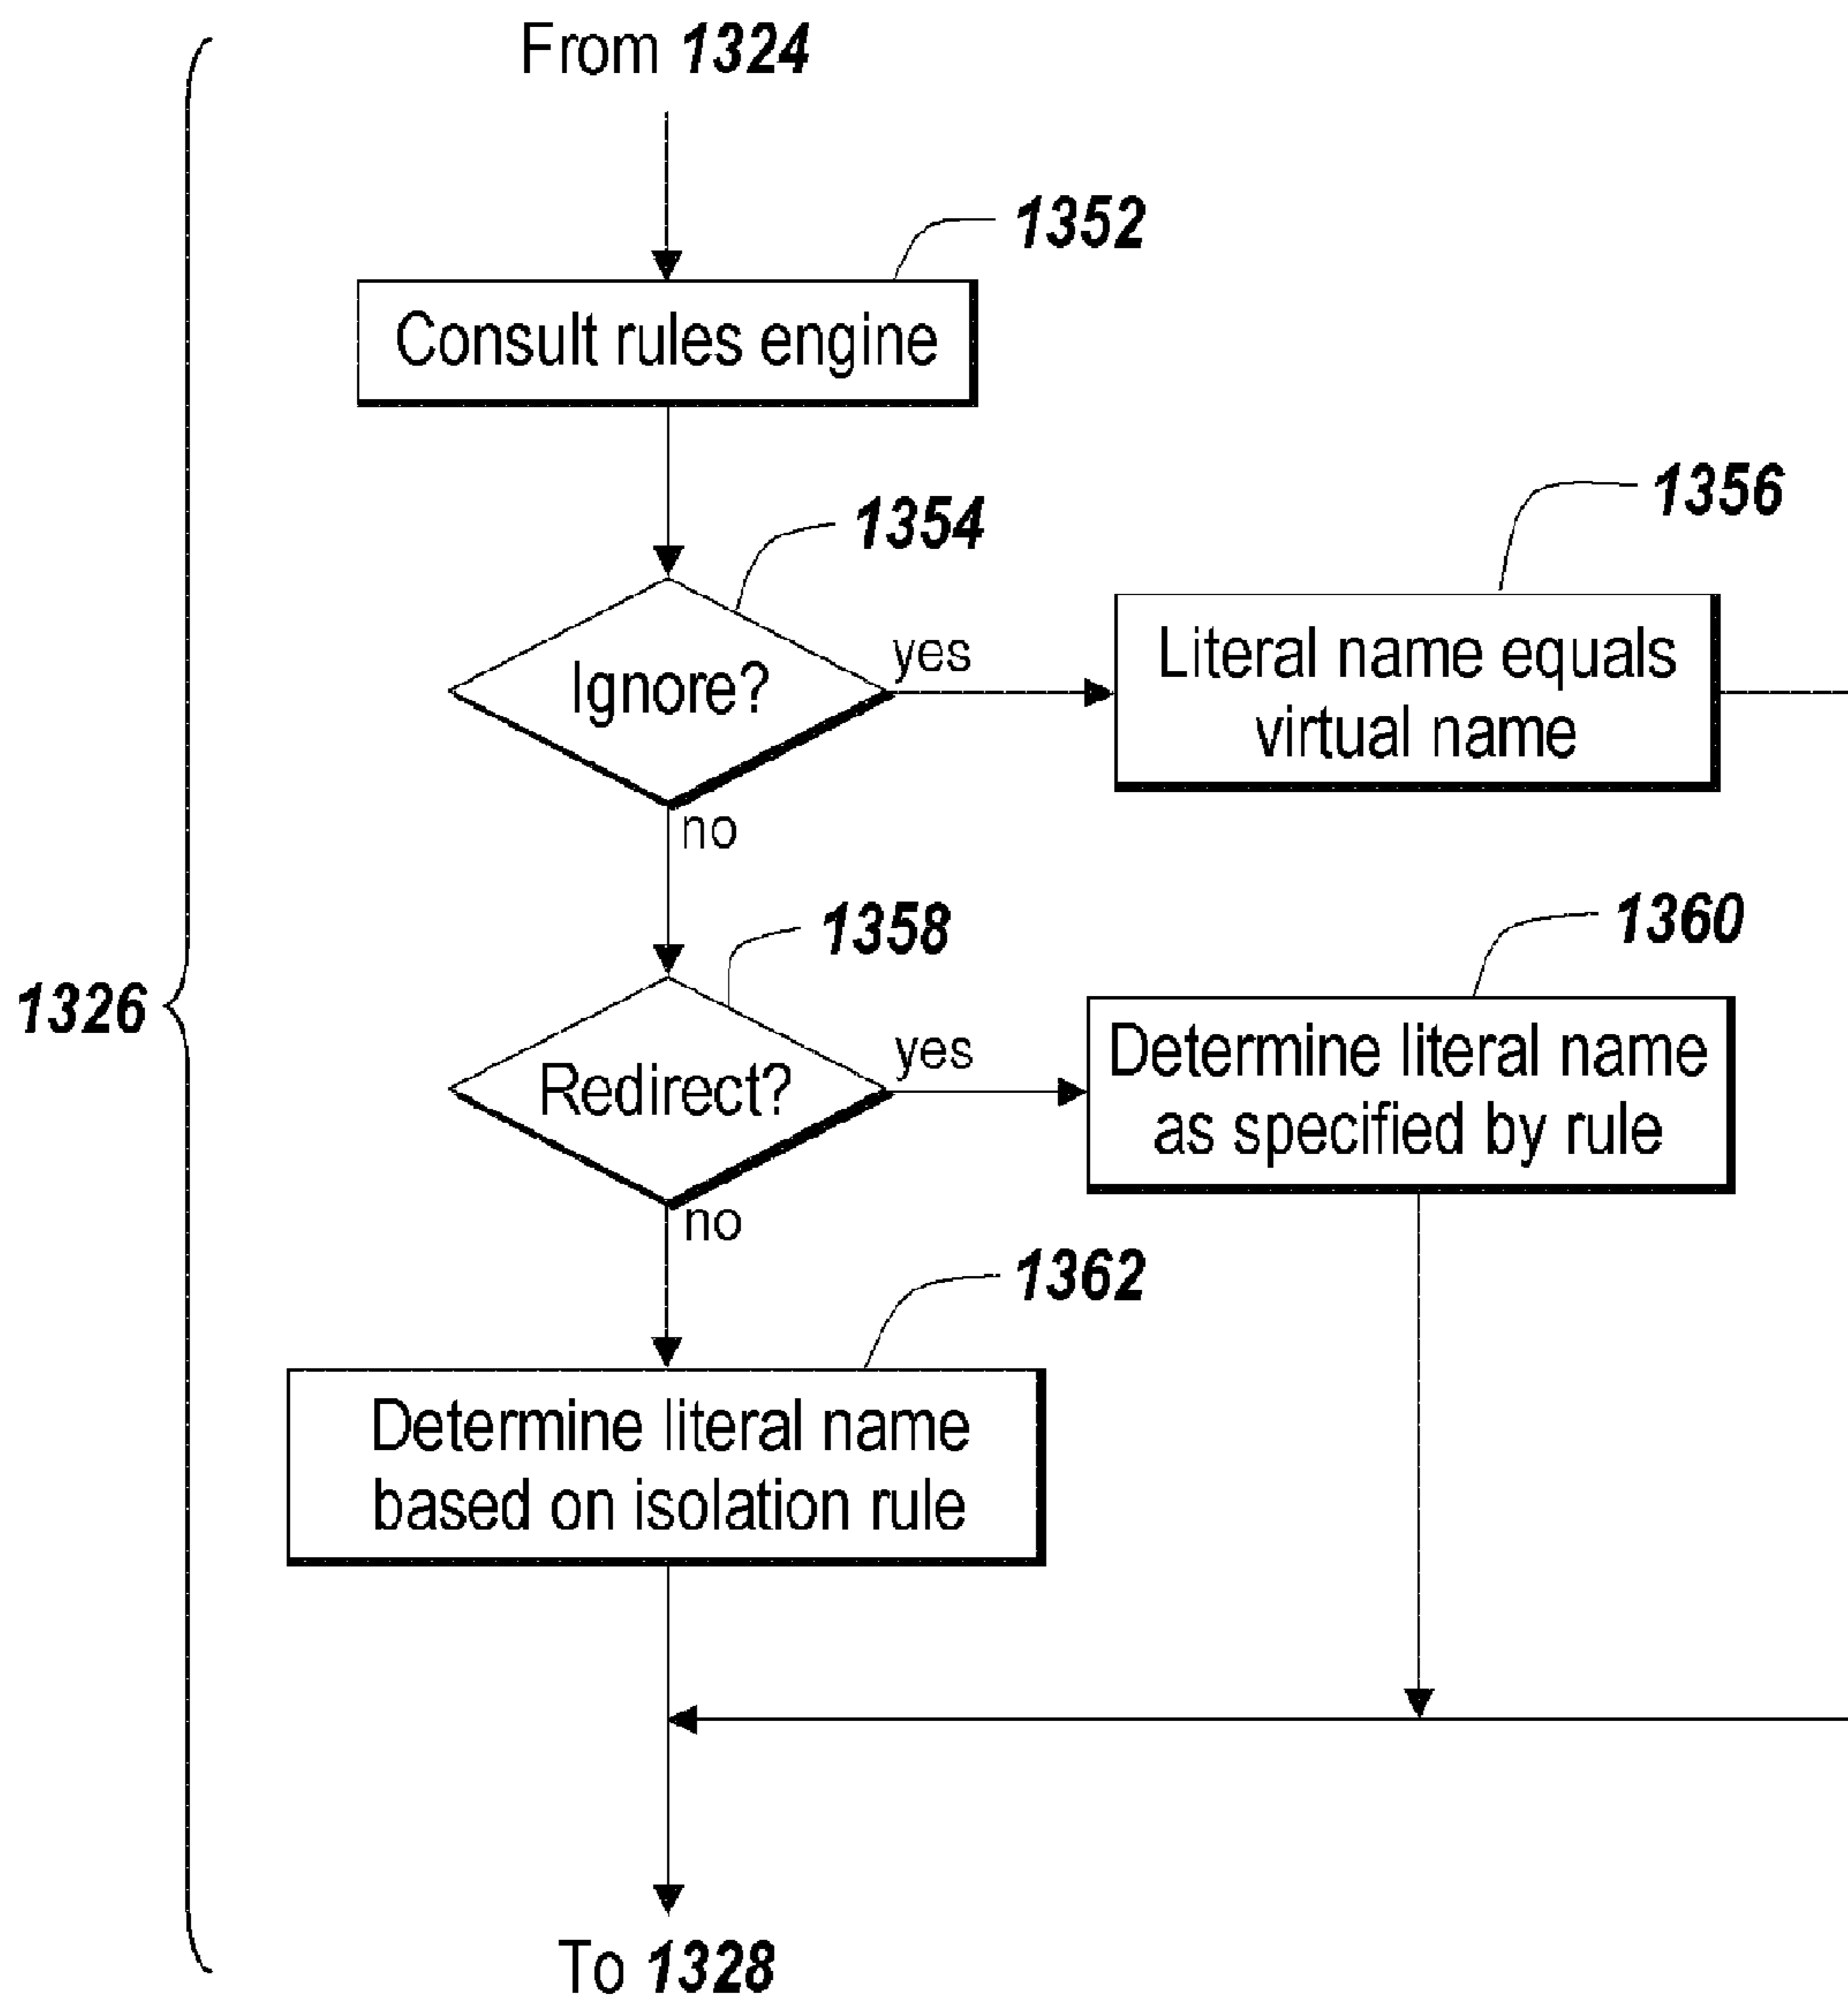 From 1324
1352
Consult rules engine
1354
1356
Ignore?
yes
Literal name equals
virtual name
no
1358
1360
1326
Redirect?
yes
Determine literal name
as specified by rule
no
1362
Determine literal name
based on isolation rule
To 1328